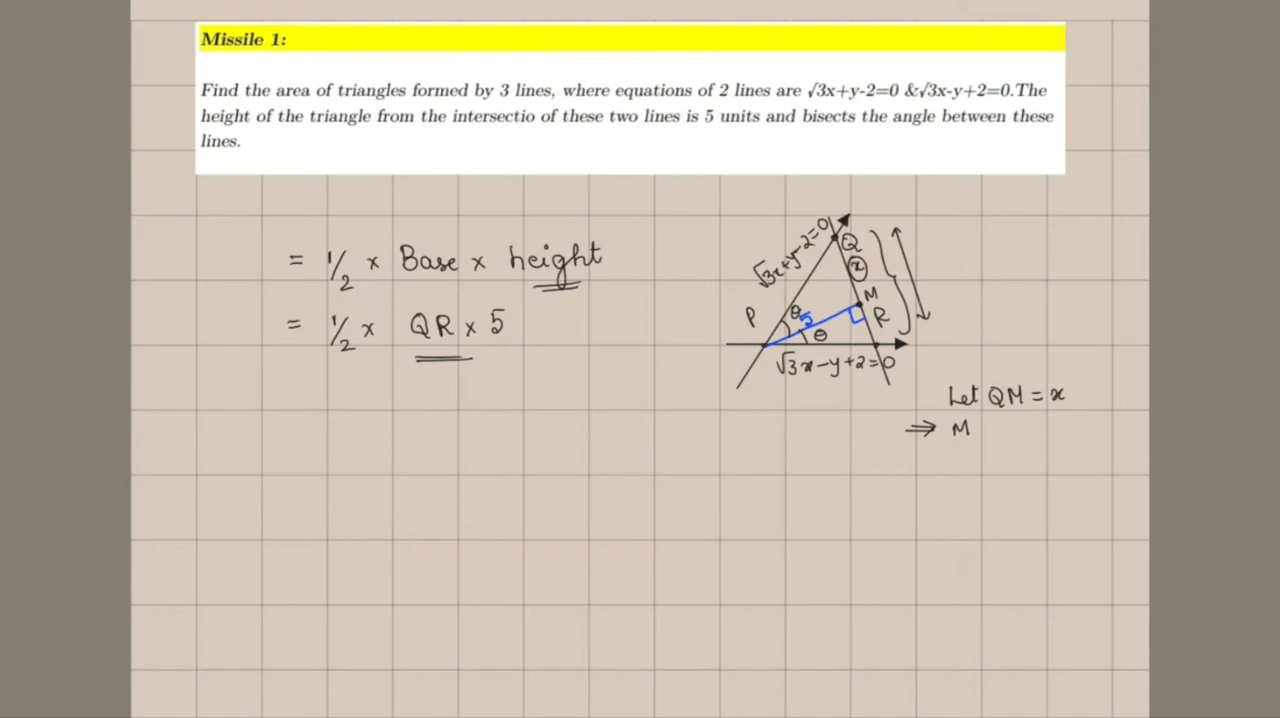 Missile 1:
Find the area of triangles formed by 3 lines, where equations of 2 lines are √3x+y-2=0 &√3x-y+2=0.The
height of the triangle from the intersectio of these two lines is 5 units and bisects the angle between these
lines.
= 1/2 × Base × height
= 1/2 × QR × 5
√3x+y-2=0
Q
x
M
P
θ
5
R
θ
√3x-y+2=0
Let QM = x
⇒ M